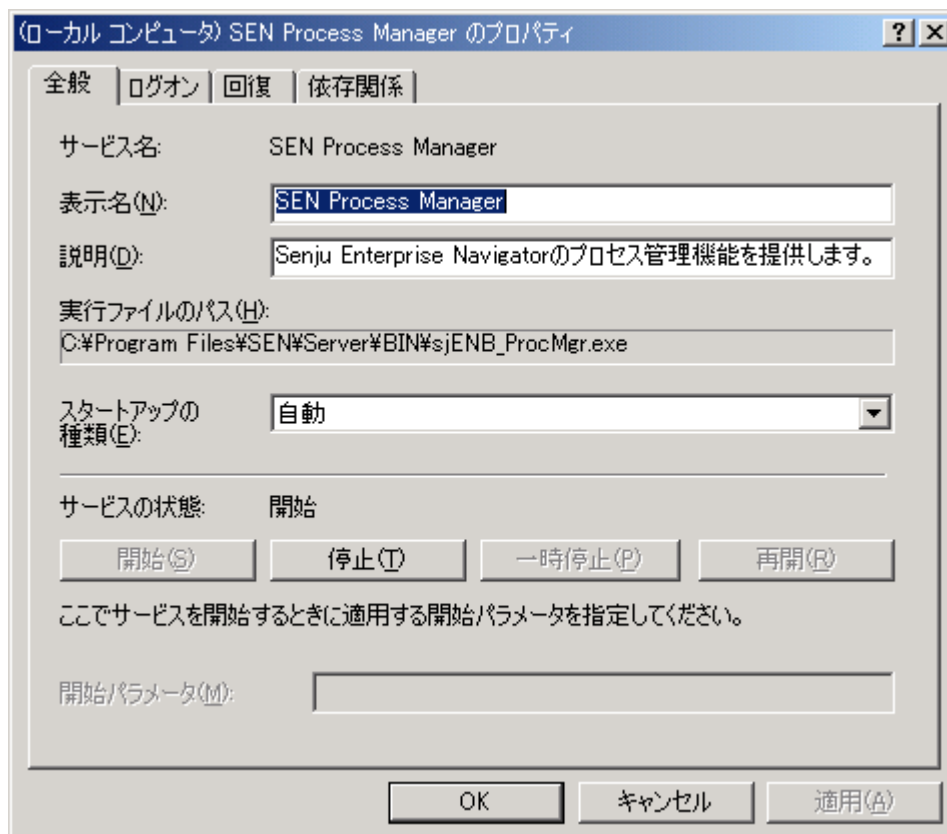 (ローカル コンピュータ) SEN Process Manager のプロパティ
全般 ログオン 回復 依存関係
サービス名: SEN Process Manager
表示名(N): SEN Process Manager
説明(D): Senju Enterprise Navigatorのプロセス管理機能を提供します。
実行ファイルのパス(H):
C:¥Program Files¥SEN¥Server¥BIN¥sjENB_ProcMgr.exe
スタートアップの
種類(E): 自動
サービスの状態: 開始
開始(S) 停止(T) 一時停止(P) 再開(R)
ここでサービスを開始するときに適用する開始パラメータを指定してください。
開始パラメータ(M):
OK キャンセル 適用(A)